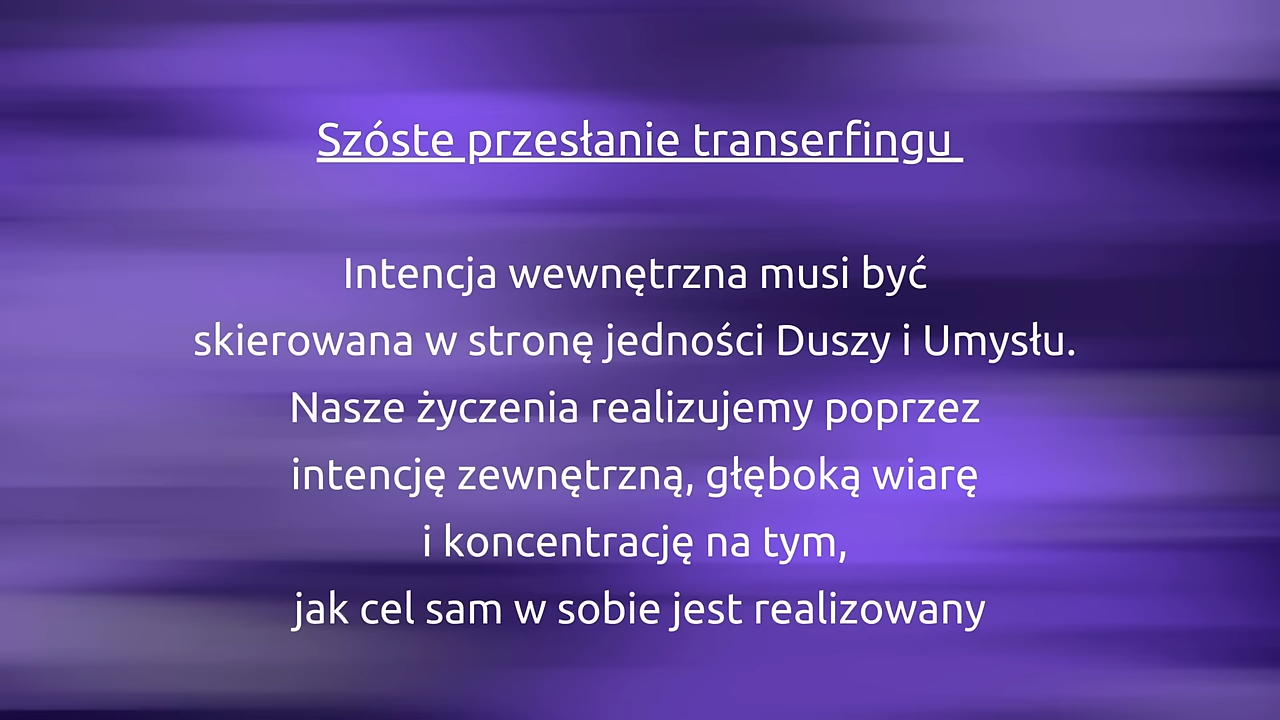 Szóste przesłanie transerfingu
Intencja wewnętrzna musi być
skierowana w stronę jedności Duszy i Umysłu.
Nasze życzenia realizujemy poprzez
intencję zewnętrzną, głęboką wiarę
i koncentrację na tym,
jak cel sam w sobie jest realizowany